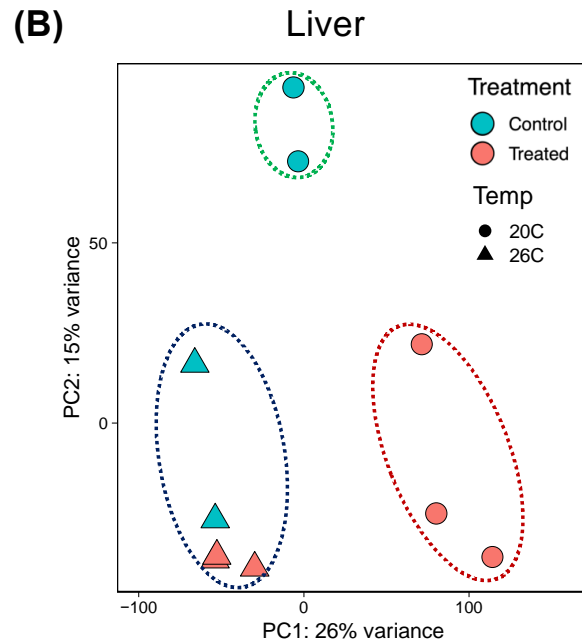 (B)
Liver
Treatment
Control
Treated
Temp
20C
26C
50
0
PC2: 15% variance
−100
0
100
PC1: 26% variance